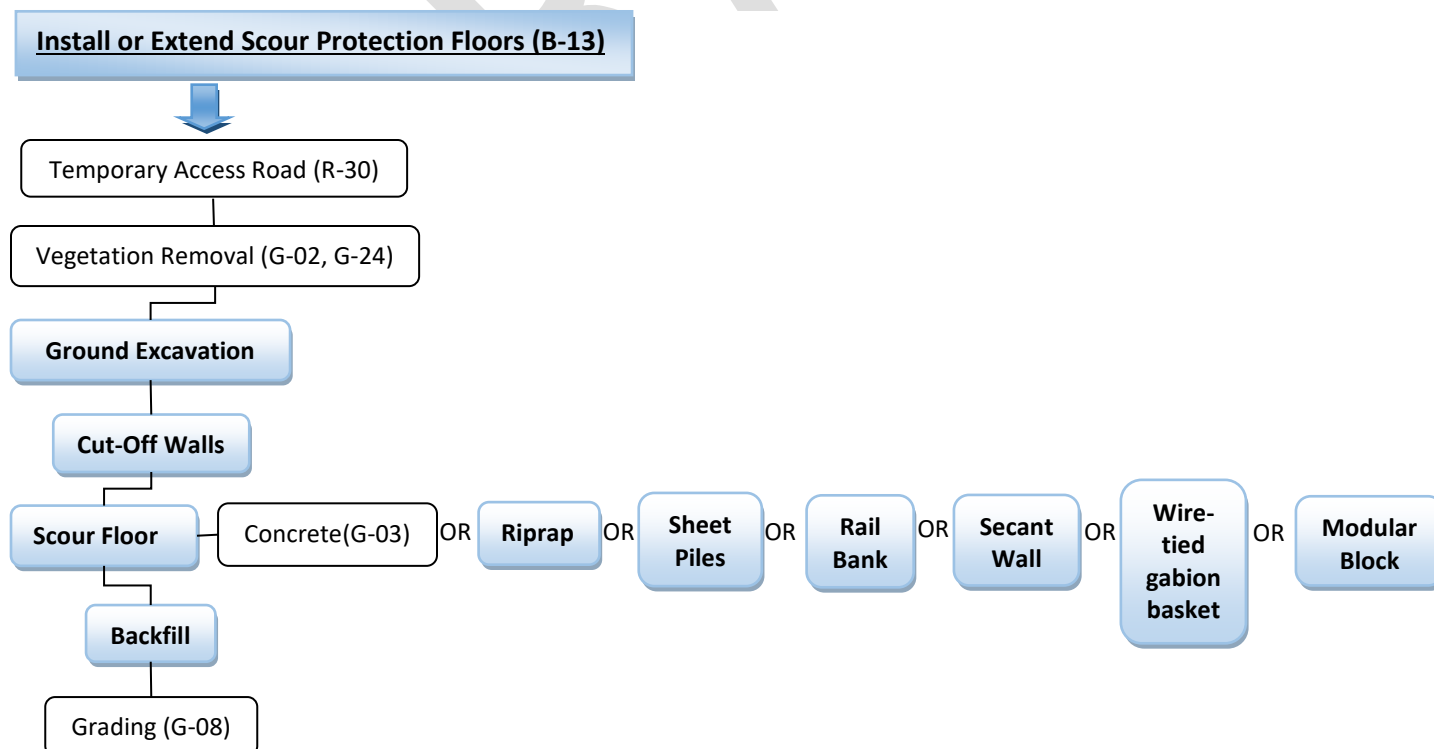 Install or Extend Scour Protection Floors (B-13)
Temporary Access Road (R-30)
Vegetation Removal (G-02, G-24)
Ground Excavation
Cut-Off Walls
Scour Floor
Concrete(G-03)
OR
Riprap
OR
Sheet
Piles
OR
Rail
Bank
OR
Secant
Wall
OR
Wire-
tied
gabion
basket
OR
Modular
Block
Backfill
Grading (G-08)